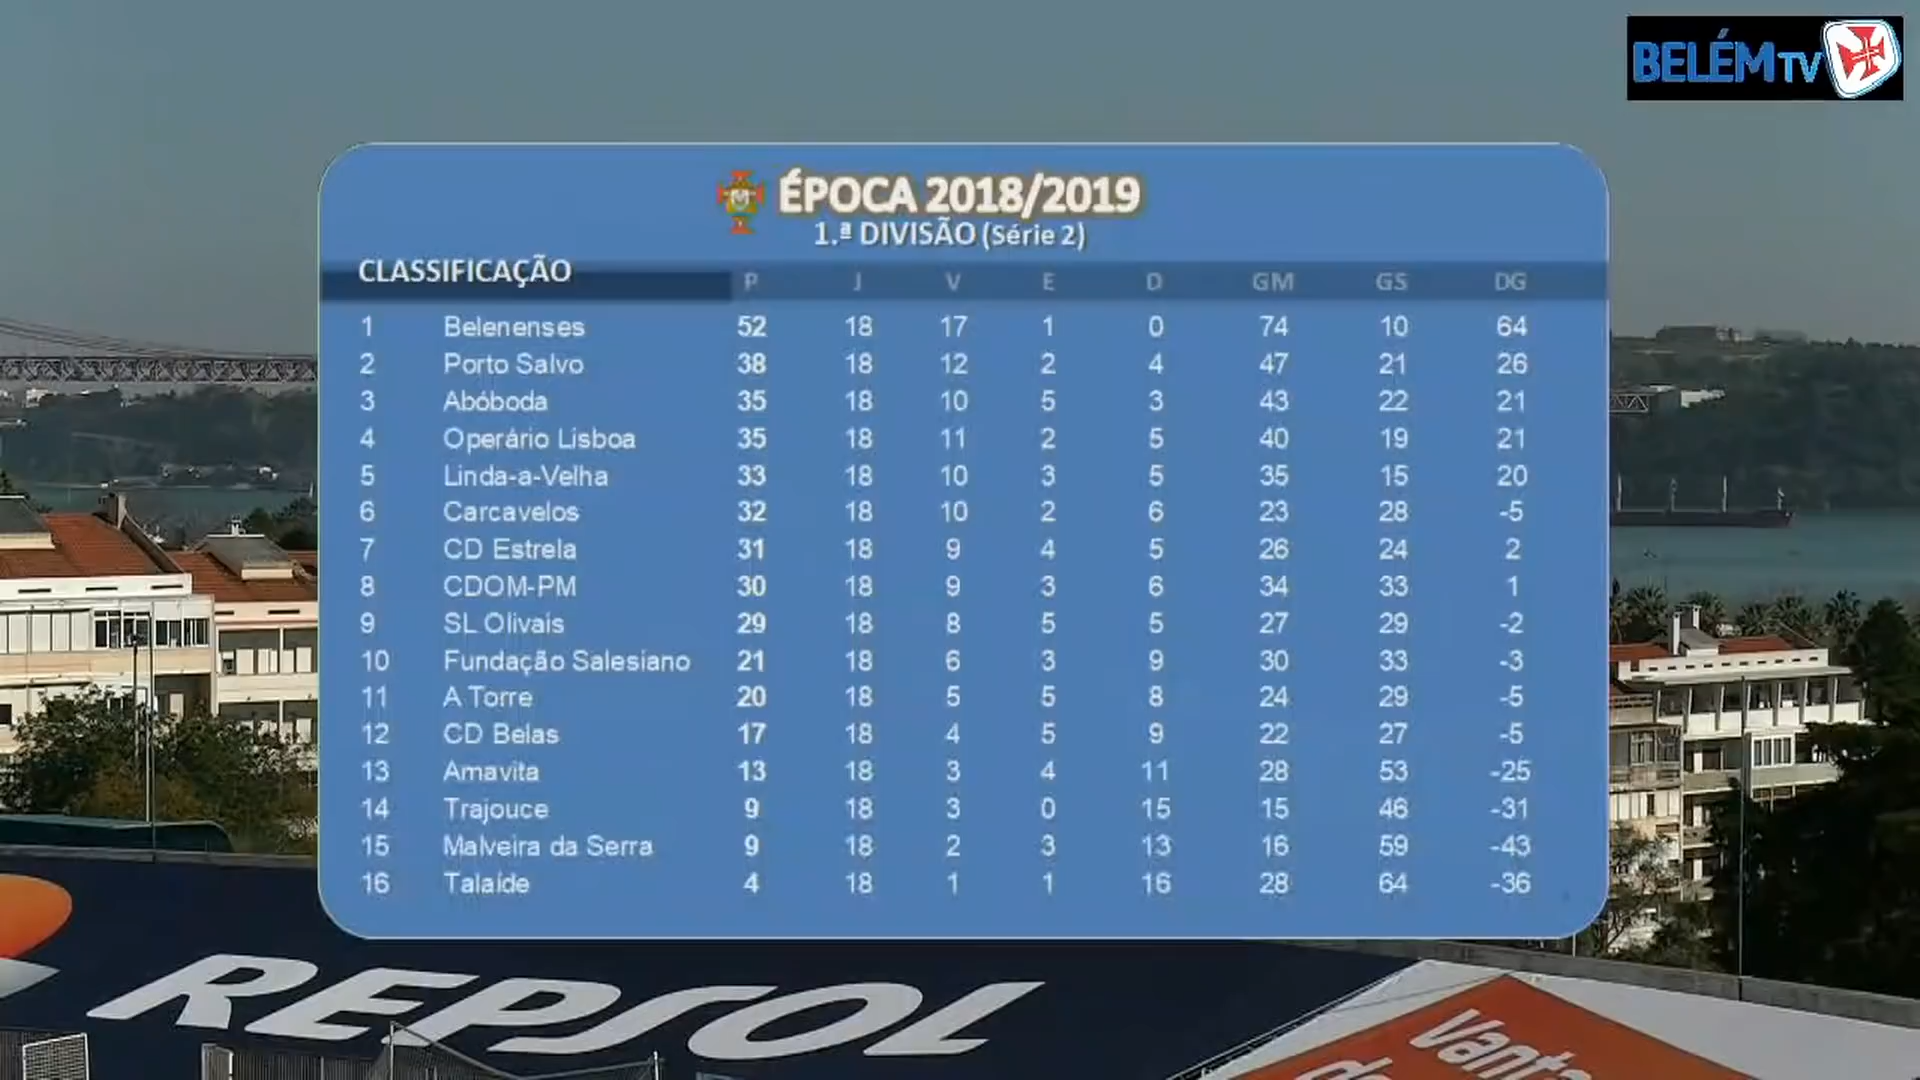 BELÉM TV
ÉPOCA 2018/2019
1.ª DIVISÃO (Série 2)
CLASSIFICAÇÃO P J V E D GM GS DG
1 Belenenses 52 18 17 1 0 74 10 64
2 Porto Salvo 38 18 12 2 4 47 21 26
3 Abóboda 35 18 10 5 3 43 22 21
4 Operário Lisboa 35 18 11 2 5 40 19 21
5 Linda-a-Velha 33 18 10 3 5 35 15 20
6 Carcavelos 32 18 10 2 6 23 28 -5
7 CD Estrela 31 18 9 4 5 26 24 2
8 CDOM-PM 30 18 9 3 6 34 33 1
9 SL Olivais 29 18 8 5 5 27 29 -2
10 Fundação Salesiano 21 18 6 3 9 30 33 -3
11 A Torre 20 18 5 5 8 24 29 -5
12 CD Belas 17 18 4 5 9 22 27 -5
13 Amavita 13 18 3 4 11 28 53 -25
14 Trajouce 9 18 3 0 15 15 46 -31
15 Malveira da Serra 9 18 2 3 13 16 59 -43
16 Talaíde 4 18 1 1 16 28 64 -36
REPSOL